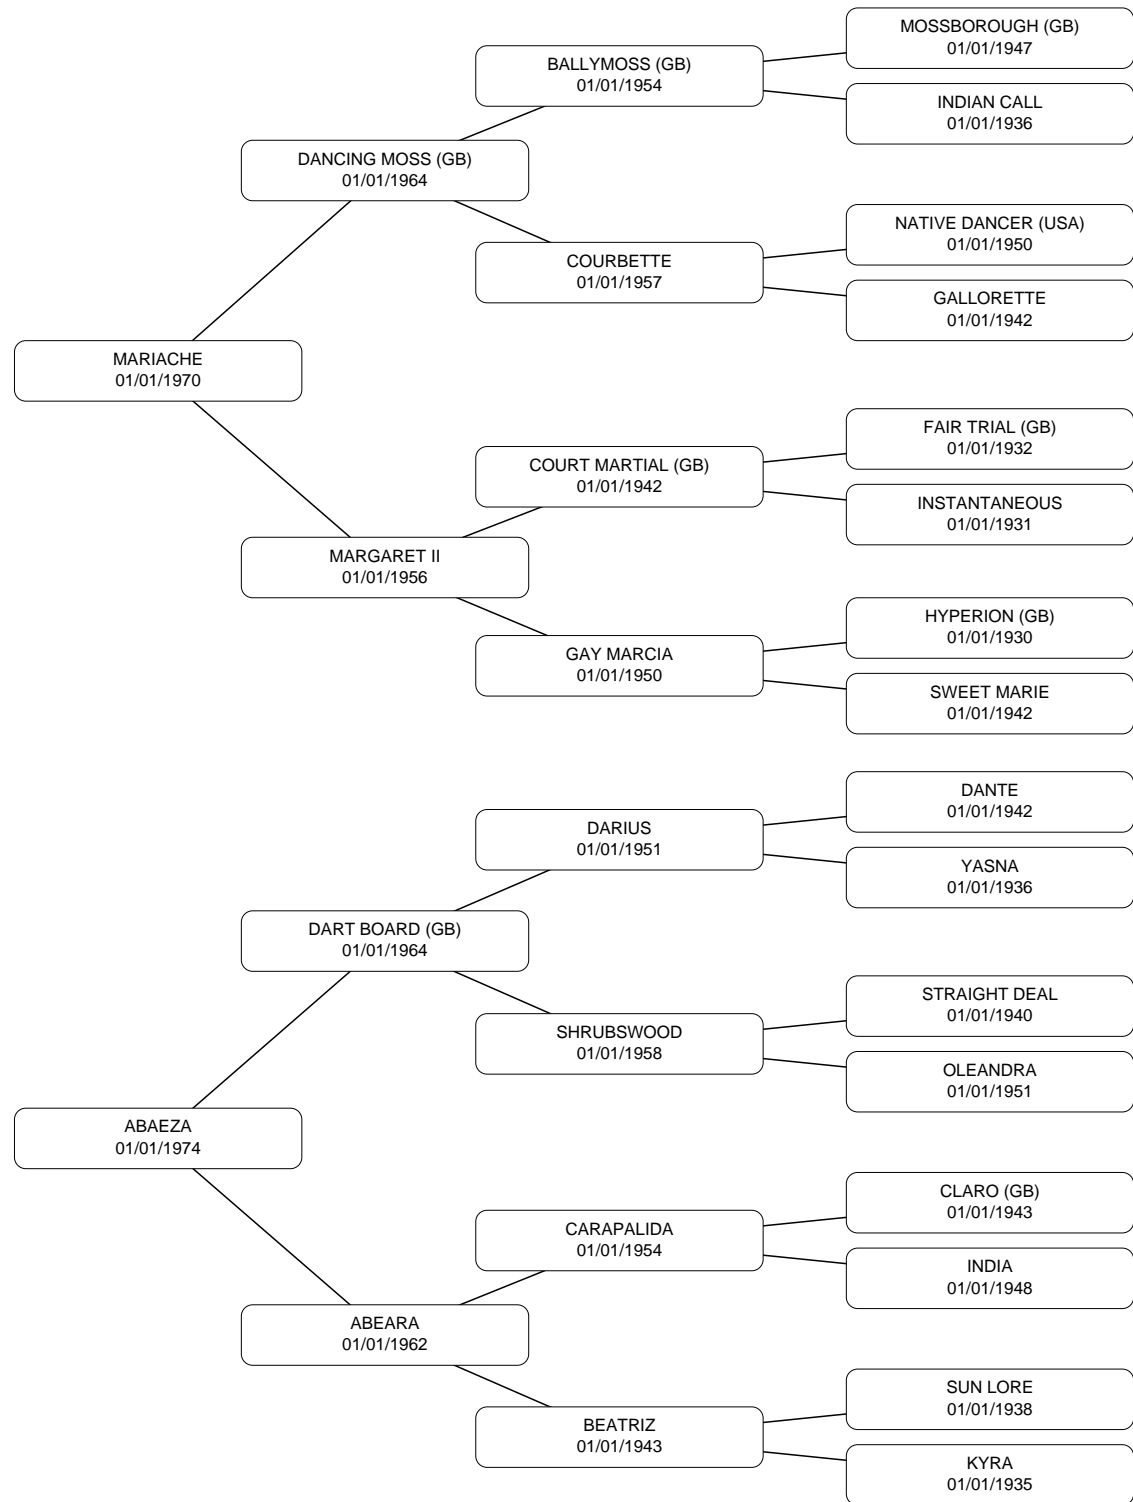 MOSSBOROUGH (GB)
01/01/1947
BALLYMOSS (GB)
01/01/1954
INDIAN CALL
01/01/1936
DANCING MOSS (GB)
01/01/1964
NATIVE DANCER (USA)
01/01/1950
COURBETTE
01/01/1957
GALLORETTE
01/01/1942
MARIACHE
01/01/1970
FAIR TRIAL (GB)
01/01/1932
COURT MARTIAL (GB)
01/01/1942
INSTANTANEOUS
01/01/1931
MARGARET II
01/01/1956
HYPERION (GB)
01/01/1930
GAY MARCIA
01/01/1950
SWEET MARIE
01/01/1942
DANTE
01/01/1942
DARIUS
01/01/1951
YASNA
01/01/1936
DART BOARD (GB)
01/01/1964
STRAIGHT DEAL
01/01/1940
SHRUBSWOOD
01/01/1958
OLEANDRA
01/01/1951
ABAEZA
01/01/1974
CLARO (GB)
01/01/1943
CARAPALIDA
01/01/1954
INDIA
01/01/1948
ABEARA
01/01/1962
SUN LORE
01/01/1938
BEATRIZ
01/01/1943
KYRA
01/01/1935